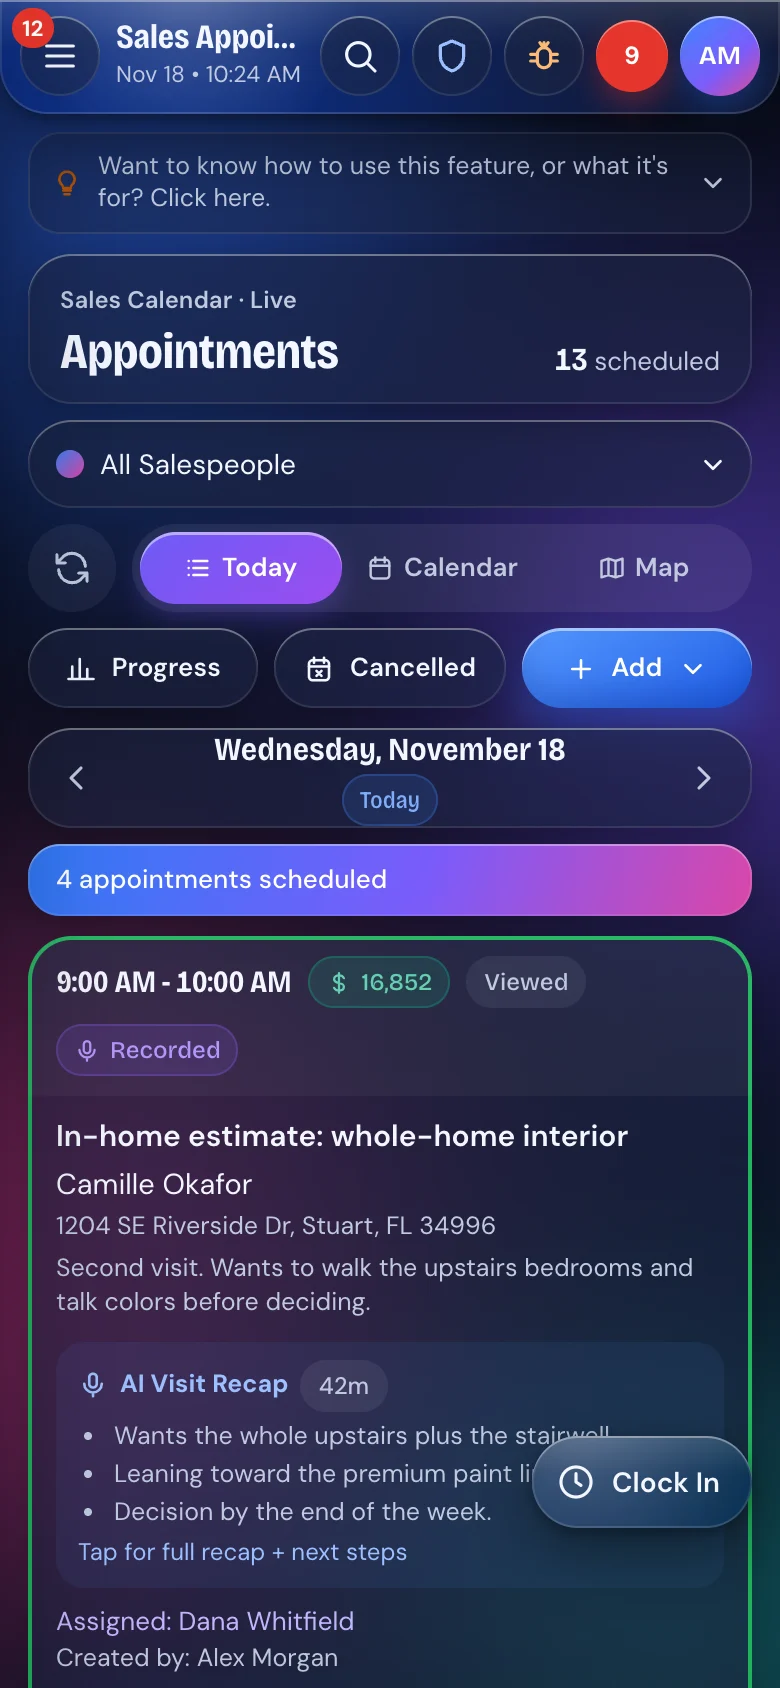 12
Sales Appoi...
Nov 18 • 10:24 AM
9
AM
Want to know how to use this feature, or what it's
for? Click here.
Sales Calendar · Live
Appointments
13 scheduled
All Salespeople
Today
Calendar
Map
Progress
Cancelled
Add
Wednesday, November 18
Today
4 appointments scheduled
9:00 AM - 10:00 AM
$ 16,852
Viewed
Recorded
In-home estimate: whole-home interior
Camille Okafor
1204 SE Riverside Dr, Stuart, FL 34996
Second visit. Wants to walk the upstairs bedrooms and
talk colors before deciding.
AI Visit Recap
42m
• Wants the whole upstairs plus the stairwell.
• Leaning toward the premium paint
• Decision by the end of the week.
Clock In
Tap for full recap + next steps
Assigned: Dana Whitfield
Created by: Alex Morgan